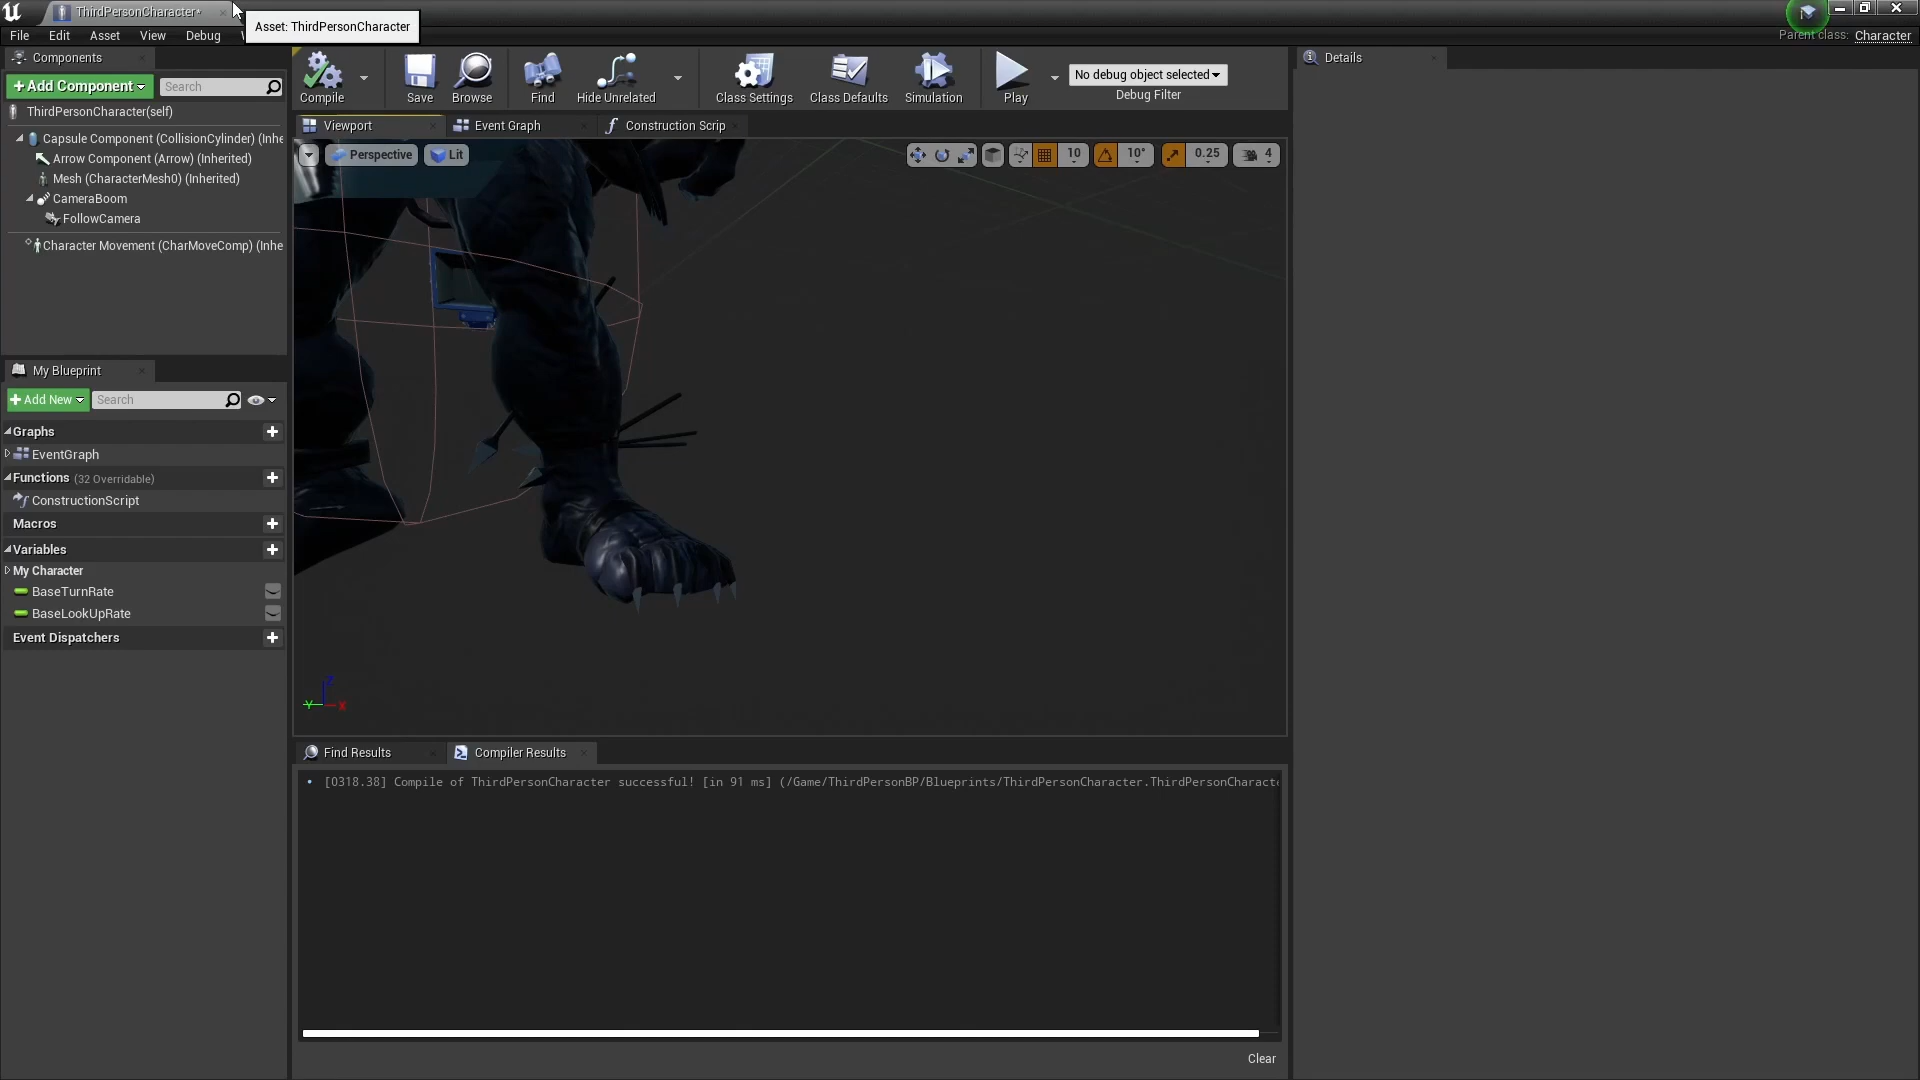 ThirdPersonCharacter*
Asset: ThirdPersonCharacter
File Edit Asset View Debug
Parent class: Character
Components
+Add Component
Search
ThirdPersonCharacter(self)
Capsule Component (CollisionCylinder) (Inhe
Arrow Component (Arrow) (Inherited)
Mesh (CharacterMesh0) (Inherited)
CameraBoom
FollowCamera
Character Movement (CharMoveComp) (Inhe
My Blueprint
+Add New
Search
Graphs
EventGraph
Functions (32 Overridable)
ConstructionScript
Macros
Variables
My Character
BaseTurnRate
BaseLookUpRate
Event Dispatchers
Compile
Save
Browse
Find
Hide Unrelated
Class Settings
Class Defaults
Simulation
Play
No debug object selected
Debug Filter
Viewport
Event Graph
Construction Scrip
Perspective
Lit
10
10°
0.25
4
Z
Y
X
Find Results
Compiler Results
• [0318.38] Compile of ThirdPersonCharacter successful! [in 91 ms] (/Game/ThirdPersonBP/Blueprints/ThirdPersonCharacter.ThirdPersonCharacte
Clear
Details